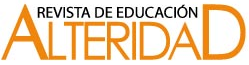 REVISTA DE EDUCACIÓN
ALTERIDAD